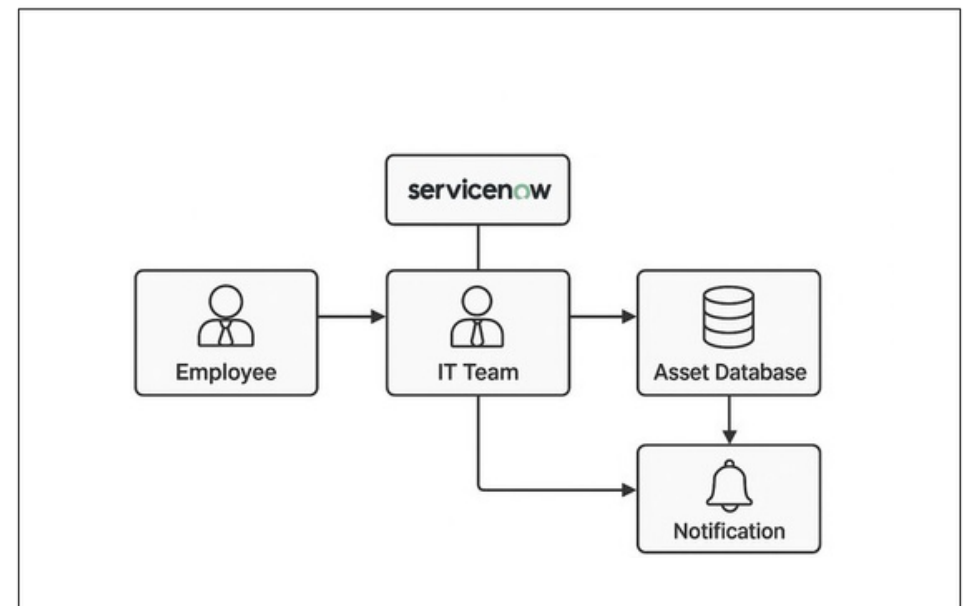 servicenow
Employee
IT Team
Asset Database
Notification